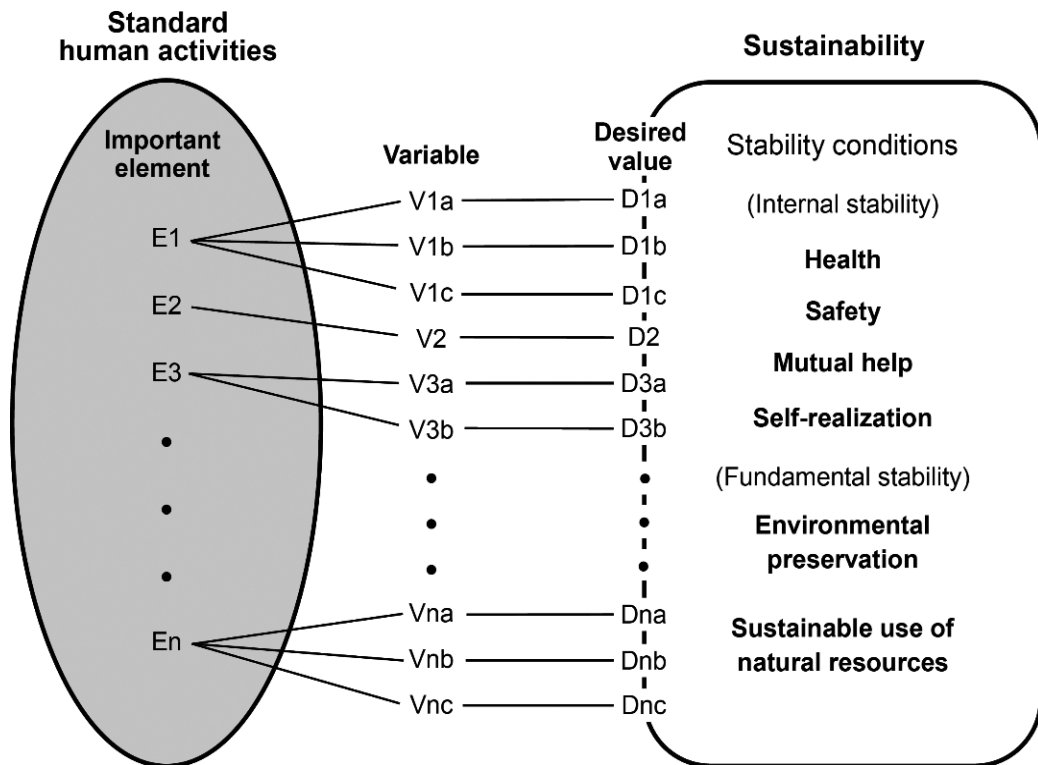 Standard
human activities
Sustainability
Important
element
Variable
Desired
value
Stability conditions
E1
E2
E3
En
V1a
V1b
V1c
V2
V3a
V3b
Vna
Vnb
Vnc
D1a
D1b
D1c
D2
D3a
D3b
Dna
Dnb
Dnc
(Internal stability)
Health
Safety
Mutual help
Self-realization
(Fundamental stability)
Environmental
preservation
Sustainable use of
natural resources